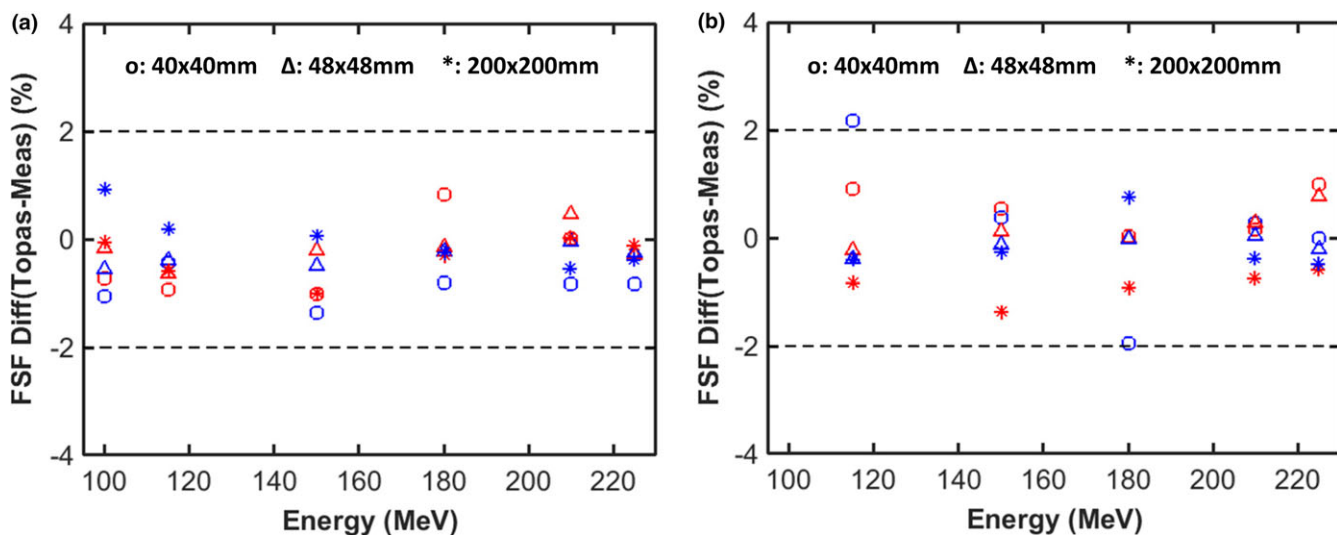 (a)
4
2
0
-2
-4
FSF Diff(Topas-Meas) (%)
o: 40x40mm Δ: 48x48mm *: 200x200mm
100 120 140 160 180 200 220
Energy (MeV)
(b)
4
2
0
-2
-4
FSF Diff(Topas-Meas) (%)
o: 40x40mm Δ: 48x48mm *: 200x200mm
100 120 140 160 180 200 220
Energy (MeV)